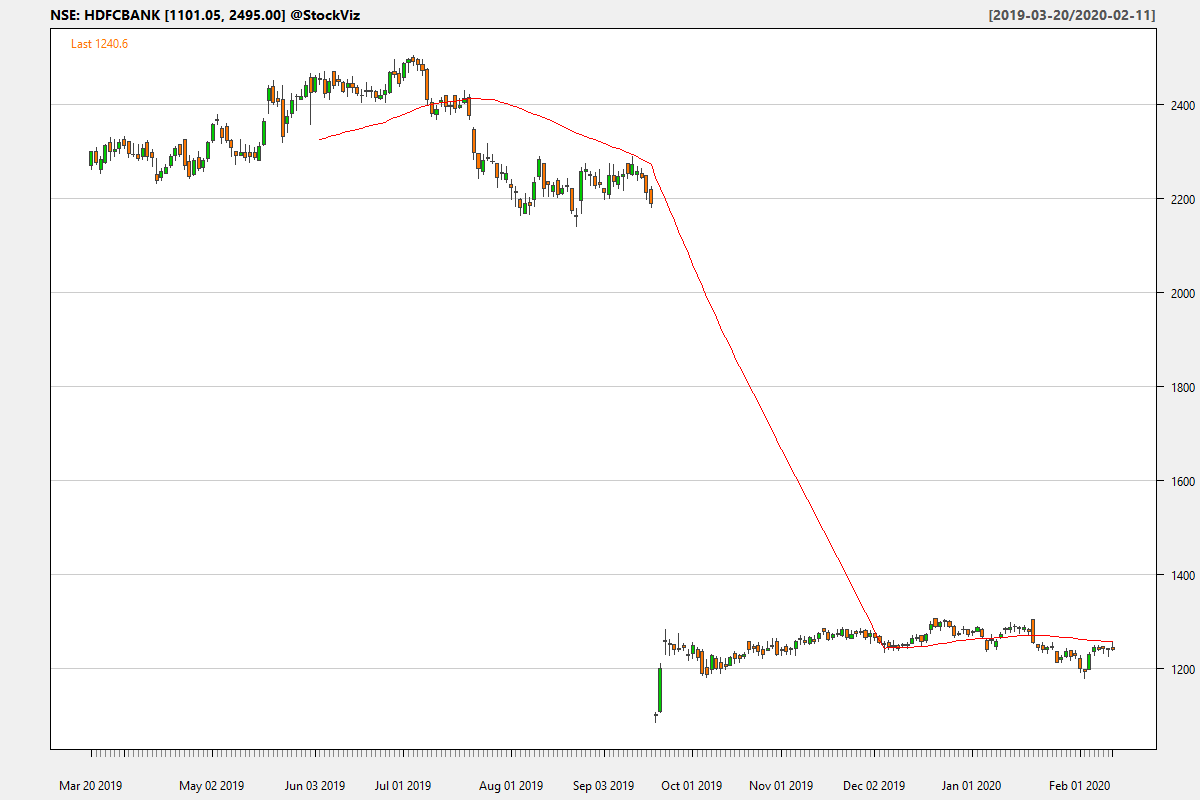 NSE: HDFCBANK [1101.05, 2495.00] @StockViz [2019-03-20/2020-02-11]
Last 1240.6
2400
2200
2000
1800
1600
1400
1200
Mar 20 2019 May 02 2019 Jun 03 2019 Jul 01 2019 Aug 01 2019 Sep 03 2019 Oct 01 2019 Nov 01 2019 Dec 02 2019 Jan 01 2020 Feb 01 2020